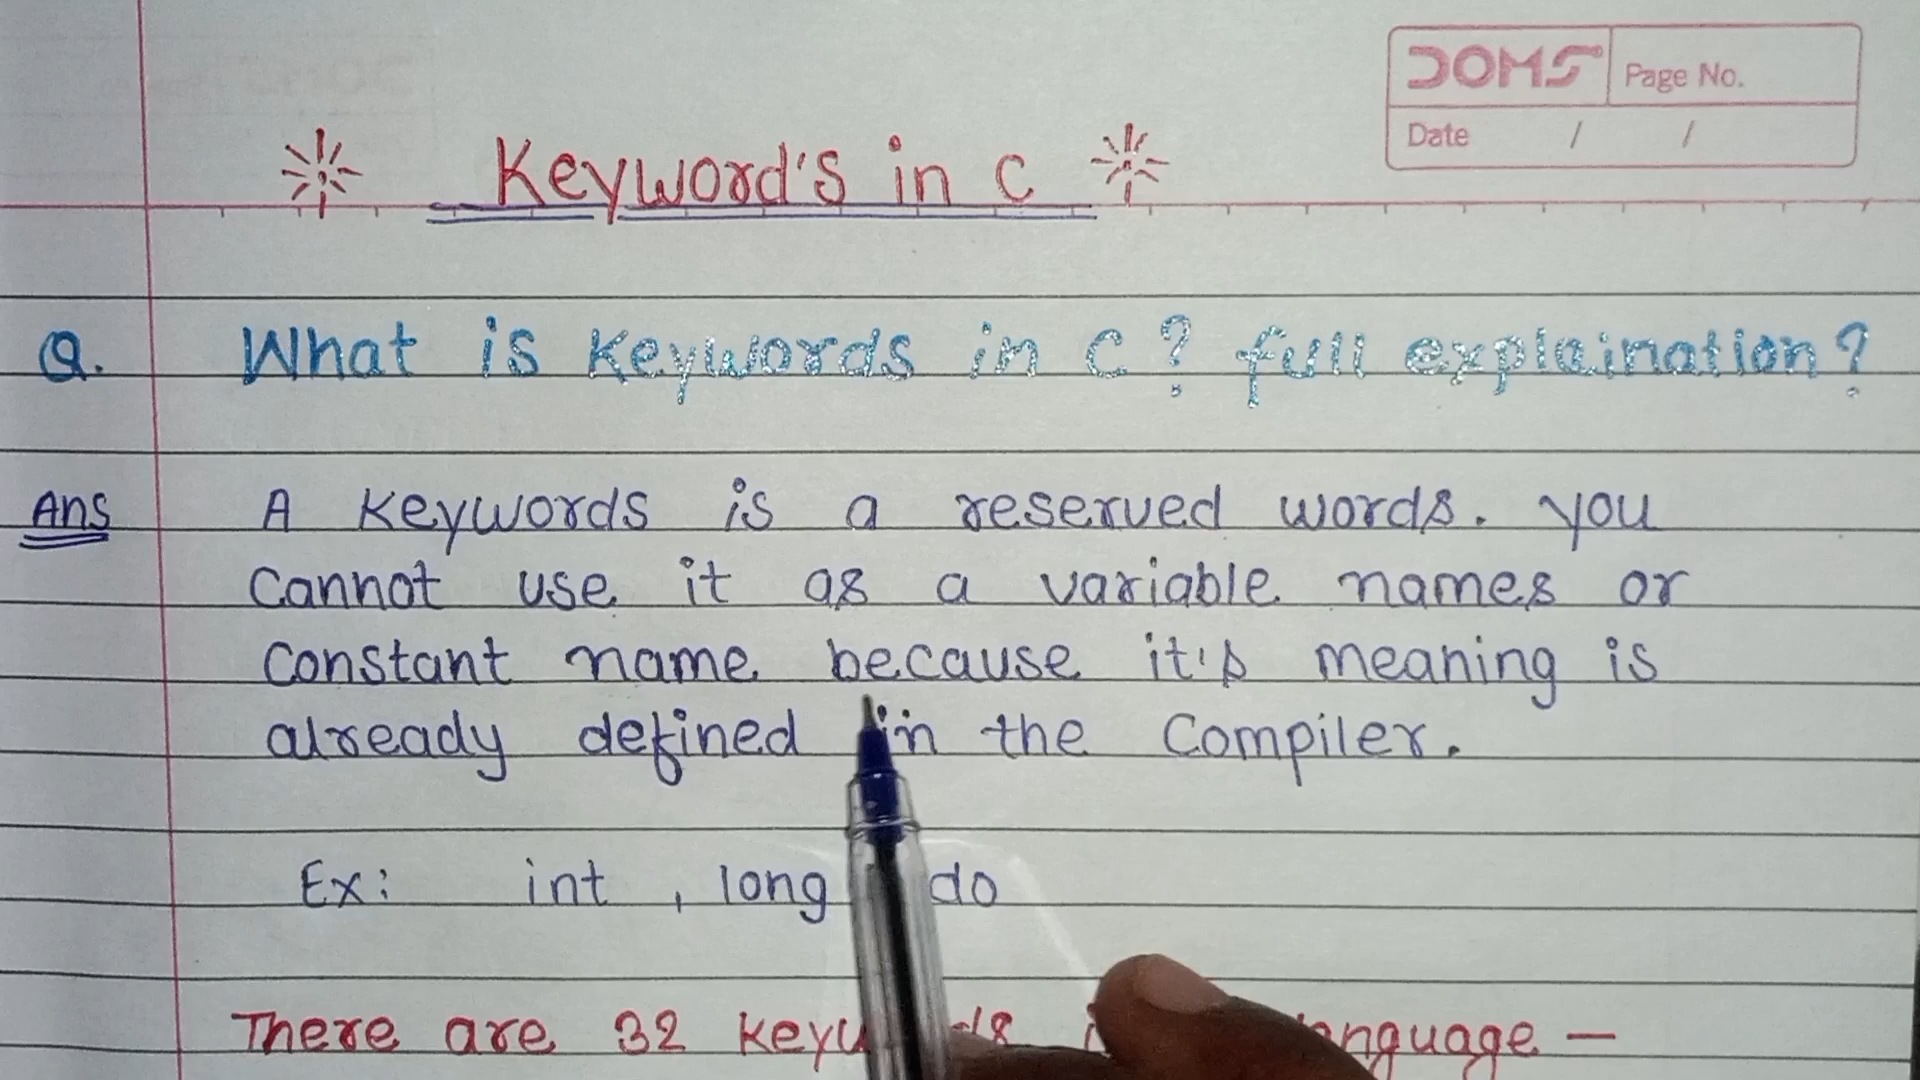 DOMS Page No.
Date / /
Keyword's in C
Q. What is Keywords in C? full explaination?
Ans A Keywords is a reserved words. you
Cannot use it as a variable names or
Constant name because it's meaning is
already defined in the Compiler.
Ex: int, long do
There are 32